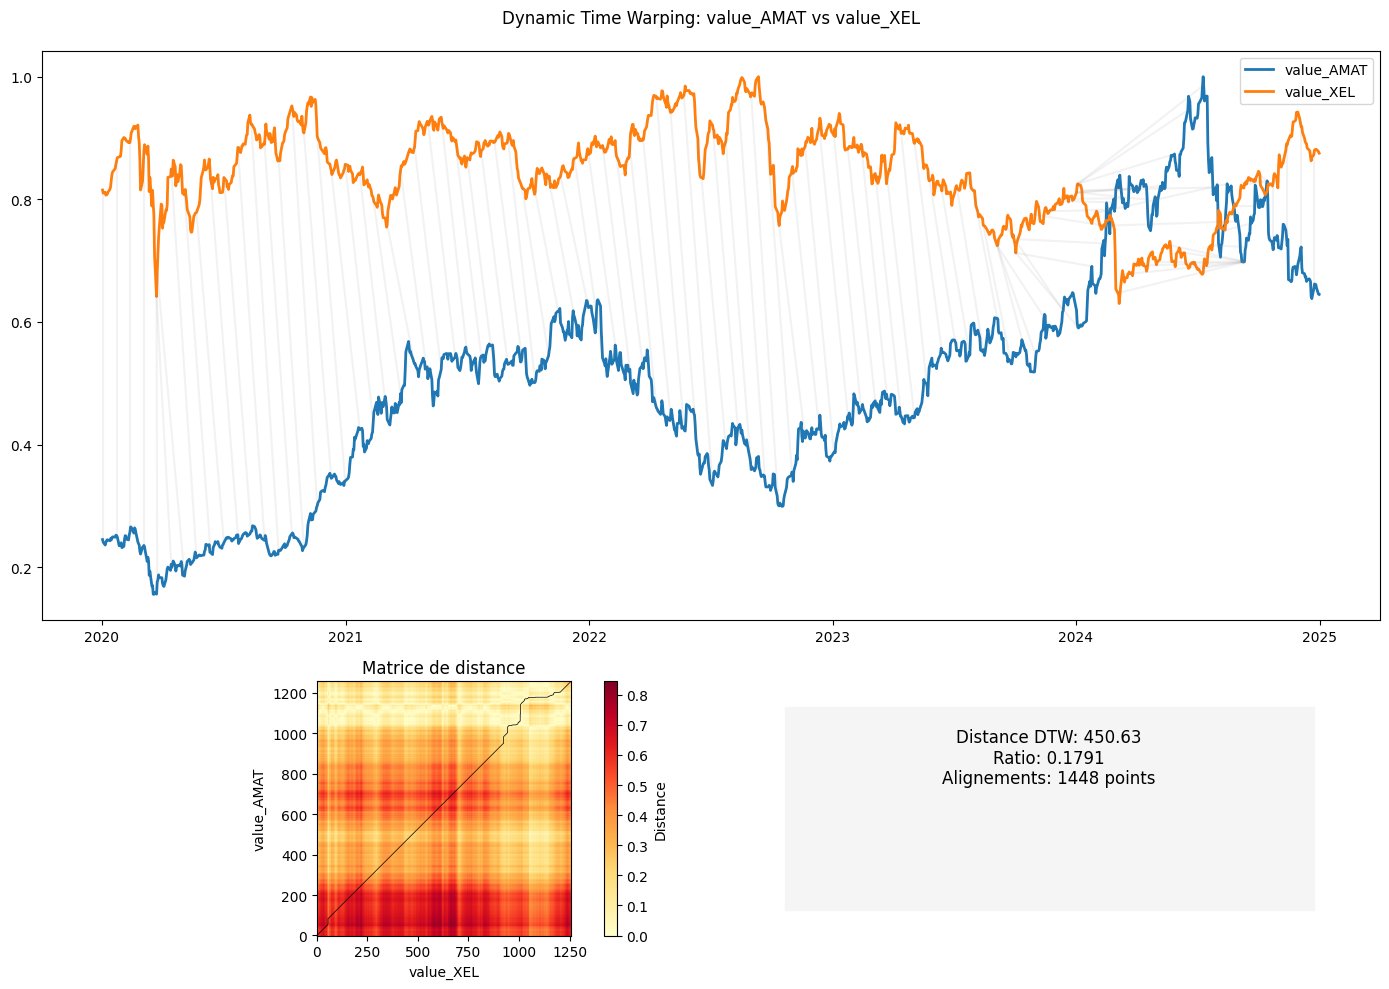 Dynamic Time Warping: value_AMAT vs value_XEL
value_AMAT
value_XEL
1.0
0.8
0.6
0.4
0.2
2020 2021 2022 2023 2024 2025
Matrice de distance
value_AMAT
1200
1000
800
600
400
200
0
0 250 500 750 1000 1250
value_XEL
0.8
0.7
0.6
0.5
0.4
0.3
0.2
0.1
0.0
Distance
Distance DTW: 450.63
Ratio: 0.1791
Alignements: 1448 points